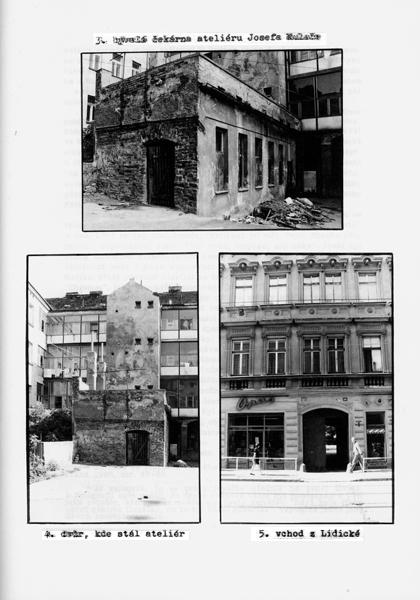 3. bývalá čekárna ateliéru Josefa
4. dvůr, kde stál ateliér
5. vchod z Lidické